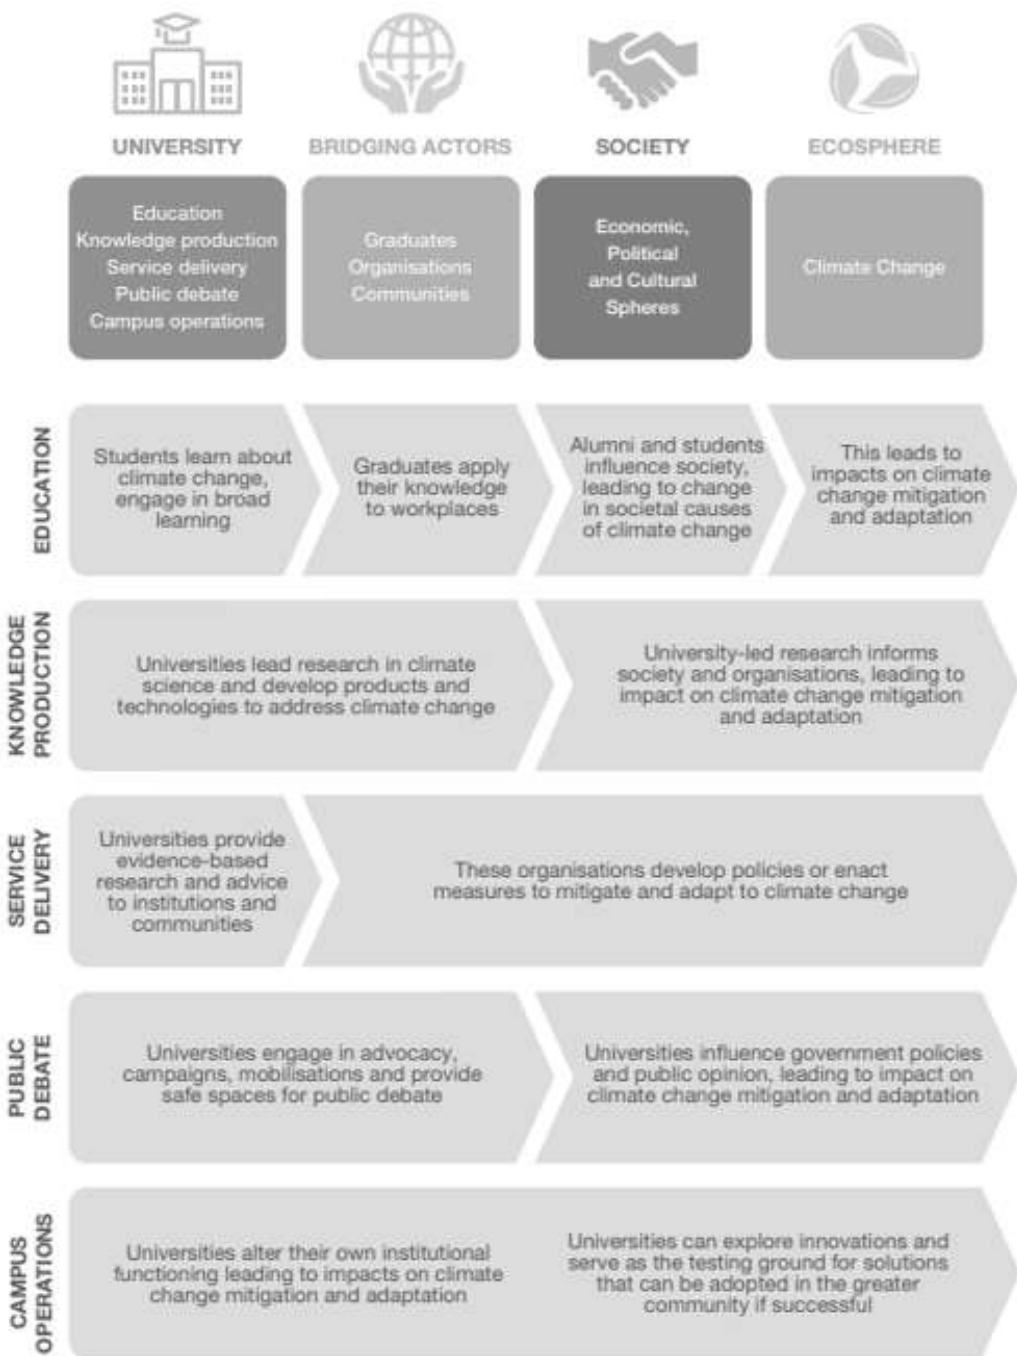 UNIVERSITY
BRIDGING ACTORS
SOCIETY
ECOSPHERE
Education
Knowledge production
Service delivery
Public debate
Campus operations
Graduates
Organisations
Communities
Economic,
Political
and Cultural
Spheres
Climate Change
EDUCATION
Students learn about
climate change,
engage in broad
learning
Graduates apply
their knowledge
to workplaces
Alumni and students
influence society,
leading to change
in societal causes
of climate change
This leads to
impacts on climate
change mitigation
and adaptation
KNOWLEDGE
PRODUCTION
Universities lead research in climate
science and develop products and
technologies to address climate change
University-led research informs
society and organisations, leading to
impact on climate change mitigation
and adaptation
SERVICE
DELIVERY
Universities provide
evidence-based
research and advice
to institutions and
communities
These organisations develop policies or enact
measures to mitigate and adapt to climate change
PUBLIC
DEBATE
Universities engage in advocacy,
campaigns, mobilisations and provide
safe spaces for public debate
Universities influence government policies
and public opinion, leading to impact on
climate change mitigation and adaptation
CAMPUS
OPERATIONS
Universities alter their own institutional
functioning leading to impacts on climate
change mitigation and adaptation
Universities can explore innovations and
serve as the testing ground for solutions
that can be adopted in the greater
community if successful